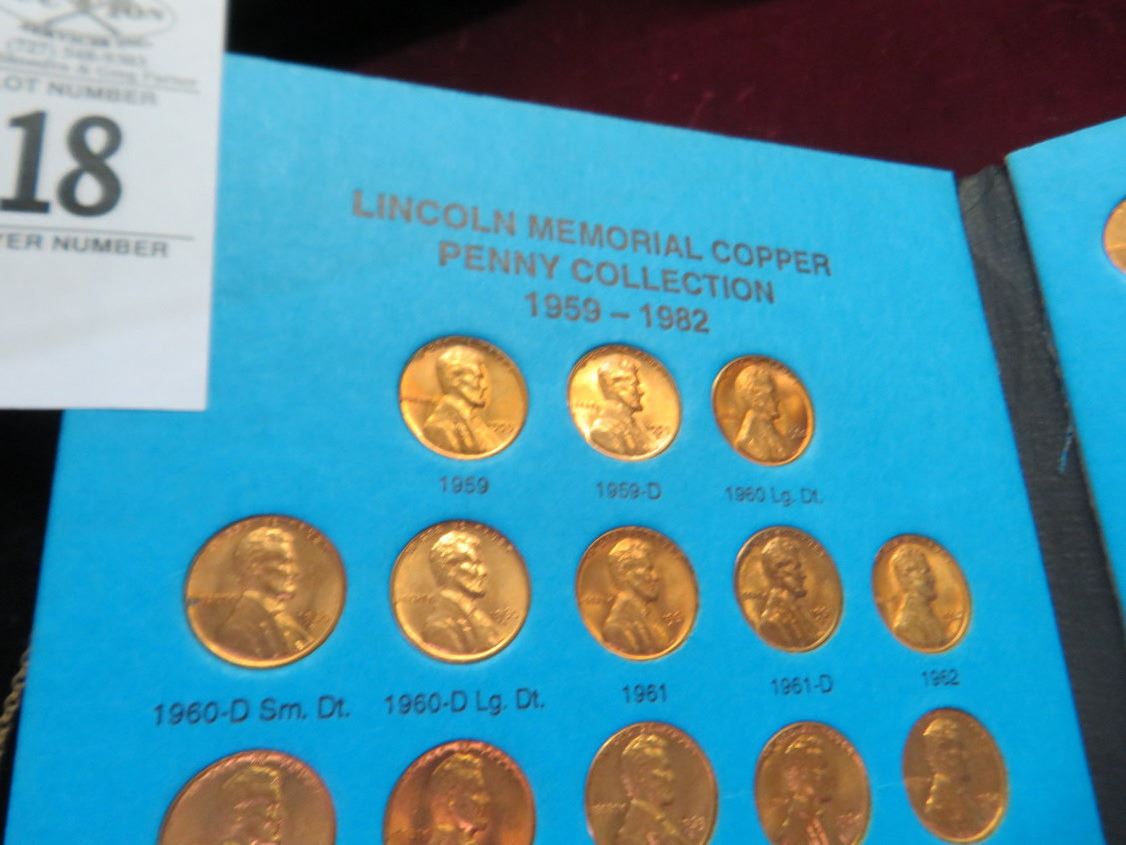 LOT NUMBER
18
YER NUMBER
LINCOLN MEMORIAL COPPER
PENNY COLLECTION
1959 – 1982
1959 1959-D 1960 Lg. Dt.
1960-D Sm. Dt. 1960-D Lg. Dt. 1961 1961-D 1962